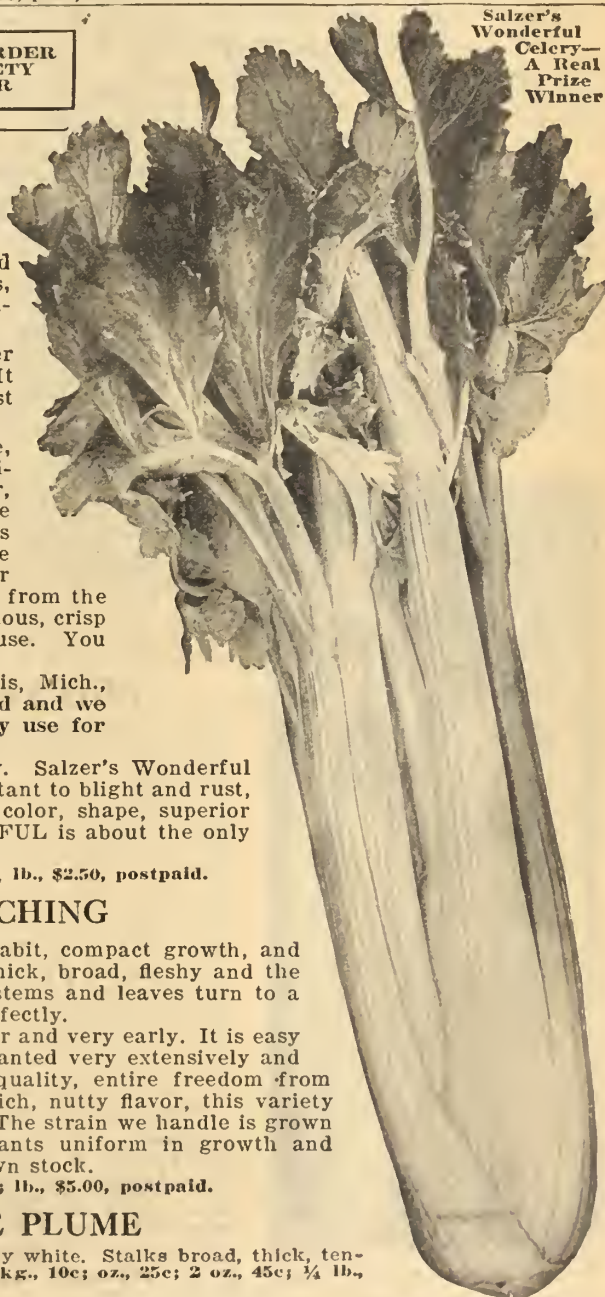 Salzer's
Wonderful
Celery—
A Real
Prize
Winner
RDER
ETY
R
d
s,
-
er
It
st
e,
i-
r,
e
s
e
r
from the
ous, crisp
use. You
is, Mich.,
d and we
y use for
y. Salzer's Wonderful
tant to blight and rust,
color, shape, superior
FUL is about the only
lb., $2.50, postpaid.
CHING
abit, compact growth, and
hick, broad, fleshy and the
stems and leaves turn to a
fectly.
r and very early. It is easy
anted very extensively and
quality, entire freedom from
ich, nutty flavor, this variety
The strain we handle is grown
ants uniform in growth and
wn stock.
; lb., $5.00, postpaid.
E PLUME
y white. Stalks broad, thick, ten-
kg., 10c; oz., 25c; 2 oz., 45c; ¼ lb.,